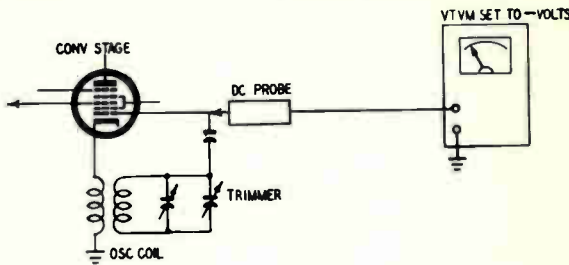 VTVM SET TO -VOLTS
CONV STAGE
DC PROBE
TRIMMER
OSC COIL